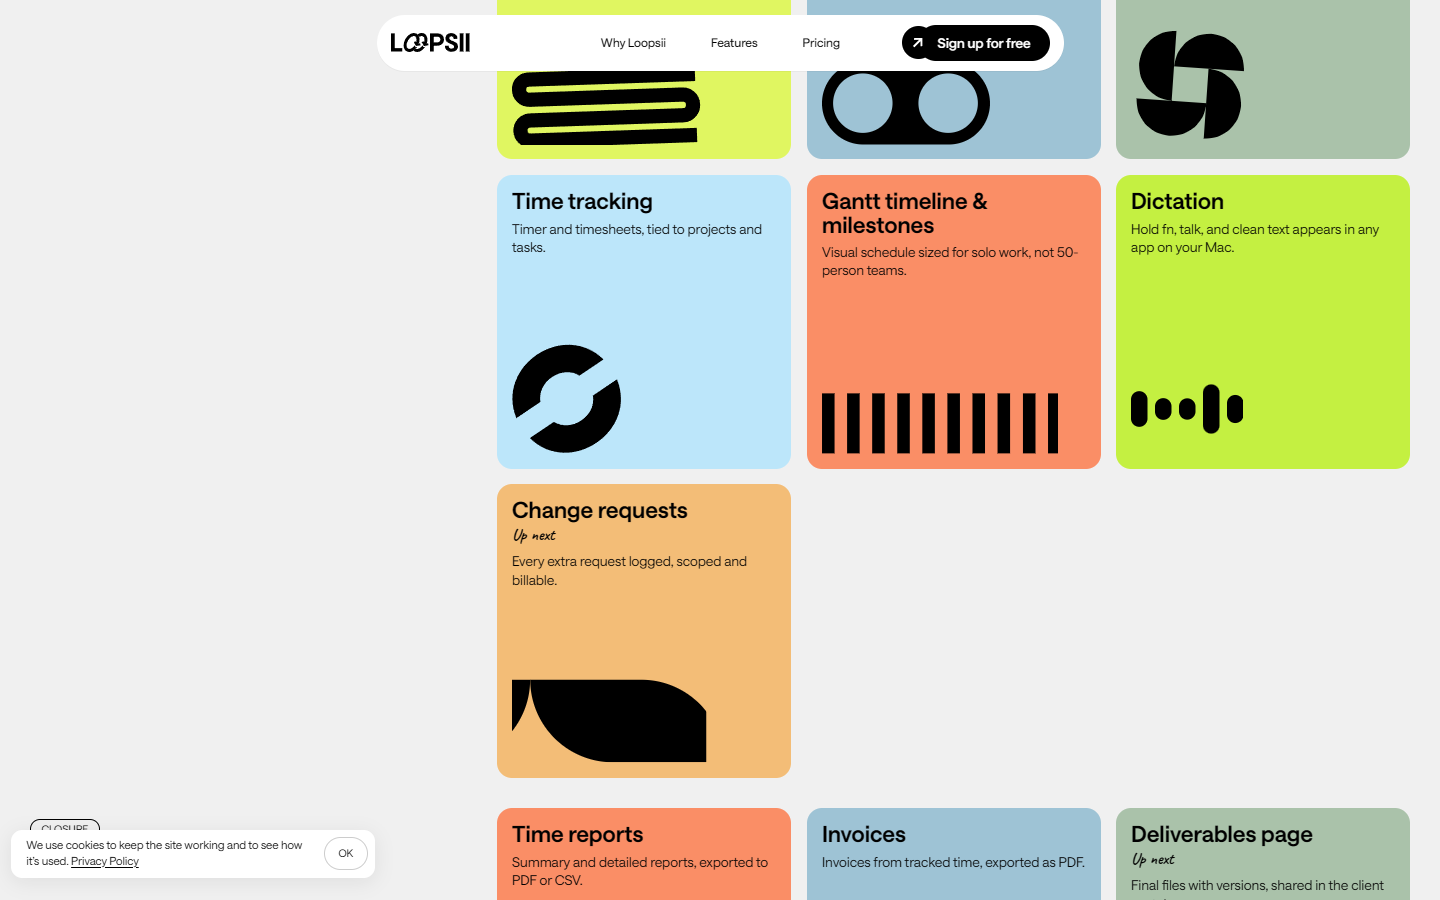 LOOPSII
Why Loopsii
Features
Pricing
Sign up for free
Time tracking
Timer and timesheets, tied to projects and
tasks.
Gantt timeline &
milestones
Visual schedule sized for solo work, not 50-
person teams.
Dictation
Hold fn, talk, and clean text appears in any
app on your Mac.
Change requests
Up next
Every extra request logged, scoped and
billable.
CLOSURE
We use cookies to keep the site working and to see how
it's used. Privacy Policy
OK
Time reports
Summary and detailed reports, exported to
PDF or CSV.
Invoices
Invoices from tracked time, exported as PDF.
Deliverables page
Up next
Final files with versions, shared in the client